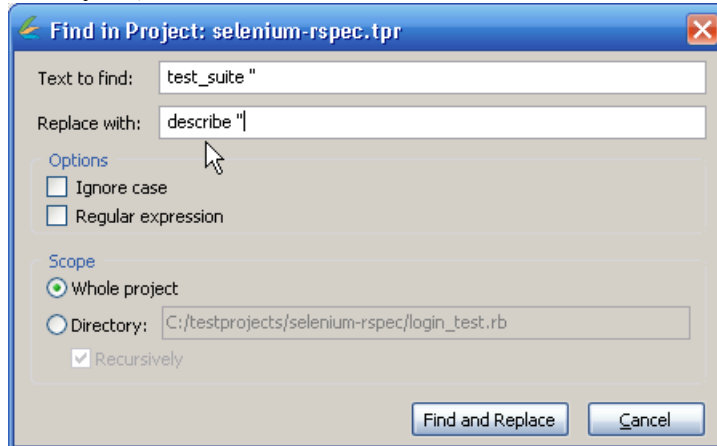 Find in Project: selenium-rspec.tpr
Text to find: test_suite "
Replace with: describe "
Options
Ignore case
Regular expression
Scope
Whole project
Directory: C:/testprojects/selenium-rspec/login_test.rb
Recursively
Find and Replace Cancel